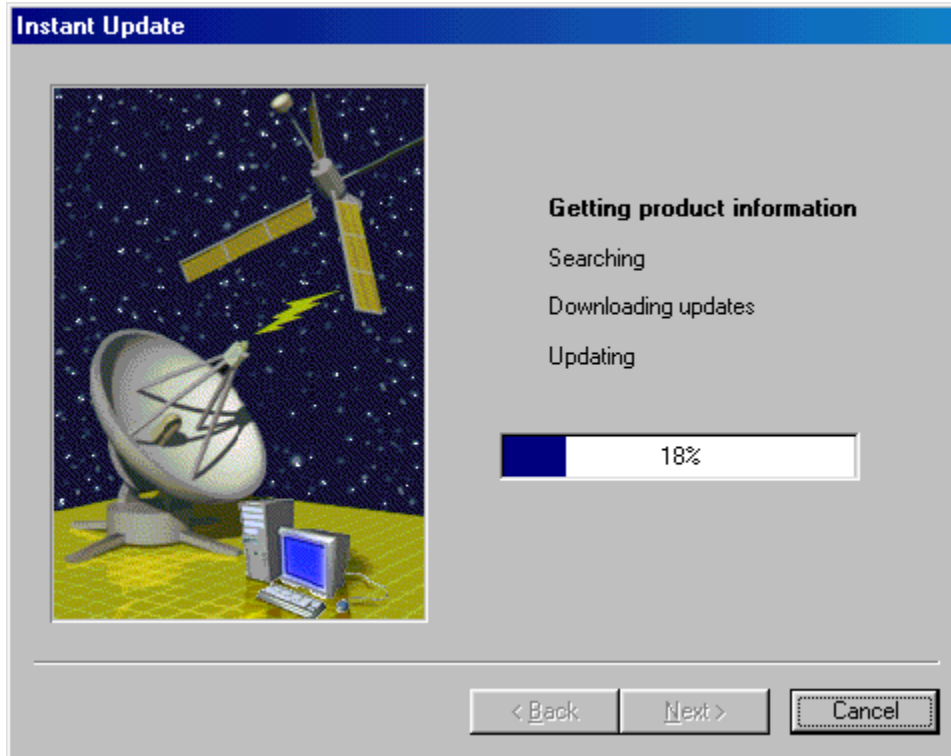 Instant Update
Getting product information
Searching
Downloading updates
Updating
18%
< Back
Next >
Cancel